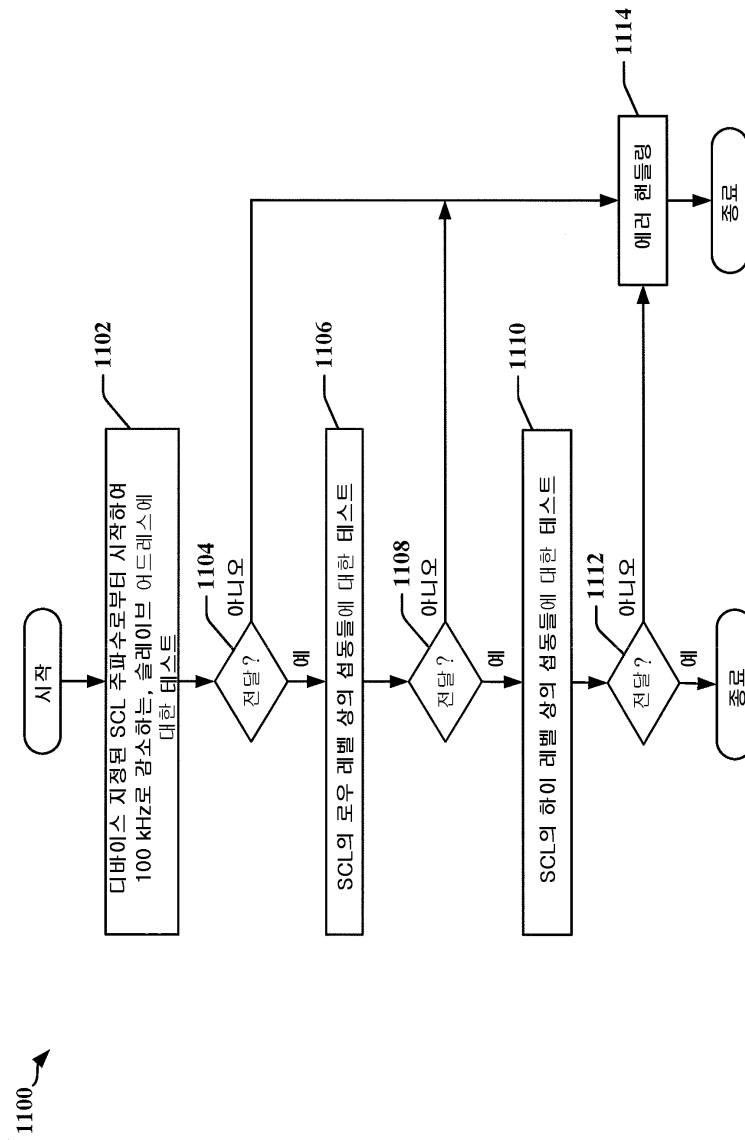 1100
시작
디바이스 지정된 SCL 주파수로부터 시작하여
100 kHz로 감소하는, 슬레이브 어드레스에
대한 테스트
1102
전달?
1104
아니오
예
SCL의 로우 레벨 상의 섭동들에 대한 테스트
1106
전달?
1108
아니오
예
SCL의 하이 레벨 상의 섭동들에 대한 테스트
1110
전달?
1112
아니오
예
종료
에러 핸들링
1114
종료